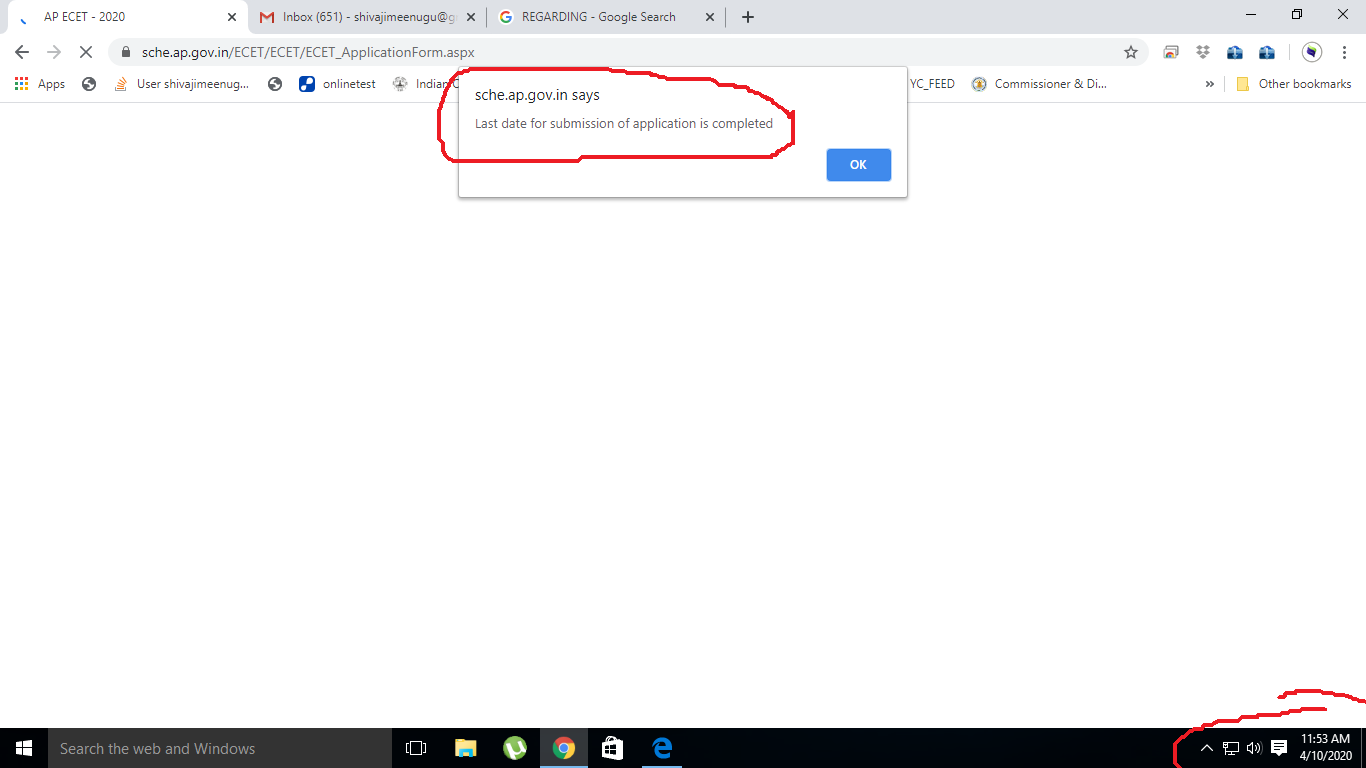 AP ECET - 2020
Inbox (651) - shivajimeenugu@g
REGARDING - Google Search
sche.ap.gov.in/ECET/ECET/ECET_ApplicationForm.aspx
Apps
User shivajimeenug...
onlinetest
Indian
YC_FEED
Commissioner & Di...
»
Other bookmarks
sche.ap.gov.in says
Last date for submission of application is completed
OK
Search the web and Windows
11:53 AM
4/10/2020